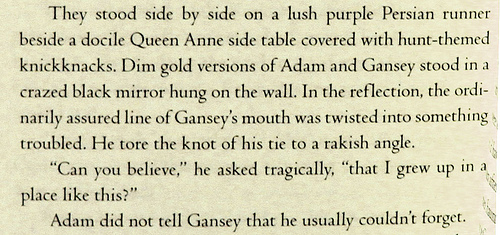 They stood side by side on a lush purple Persian runner
beside a docile Queen Anne side table covered with hunt-themed
knickknacks. Dim gold versions of Adam and Gansey stood in a
crazed black mirror hung on the wall. In the reflection, the ordi-
narily assured line of Gansey’s mouth was twisted into something
troubled. He tore the knot of his tie to a rakish angle.
“Can you believe,” he asked tragically, “that I grew up in a
place like this?”
Adam did not tell Gansey that he usually couldn’t forget.